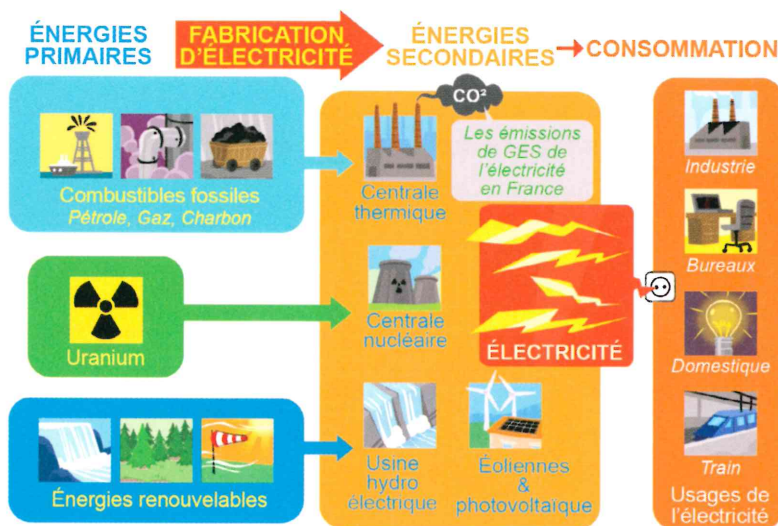 ÉNERGIES
PRIMAIRES
FABRICATION
D'ÉLECTRICITÉ
ÉNERGIES
SECONDAIRES
CONSOMMATION
Combustibles fossiles
Pétrole, Gaz, Charbon
Uranium
Énergies renouvelables
CO²
Les émissions
de GES de
l'électricité
en France
Centrale
thermique
Centrale
nucléaire
Usine
hydro
électrique
Éoliennes
&
photovoltaïque
ÉLECTRICITÉ
Industrie
Bureaux
Domestique
Train
Usages de
l'électricité